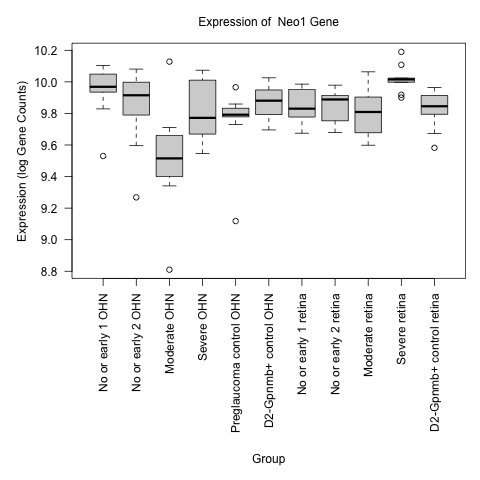 Expression of  Neo1 Gene
Expression (log Gene Counts)
10.2
10.0
9.8
9.6
9.4
9.2
9.0
8.8
No or early 1 OHN
No or early 2 OHN
Moderate OHN
Severe OHN
Preglaucoma control OHN
D2-Gpnmb+ control OHN
No or early 1 retina
No or early 2 retina
Moderate retina
Severe retina
D2-Gpnmb+ control retina
Group